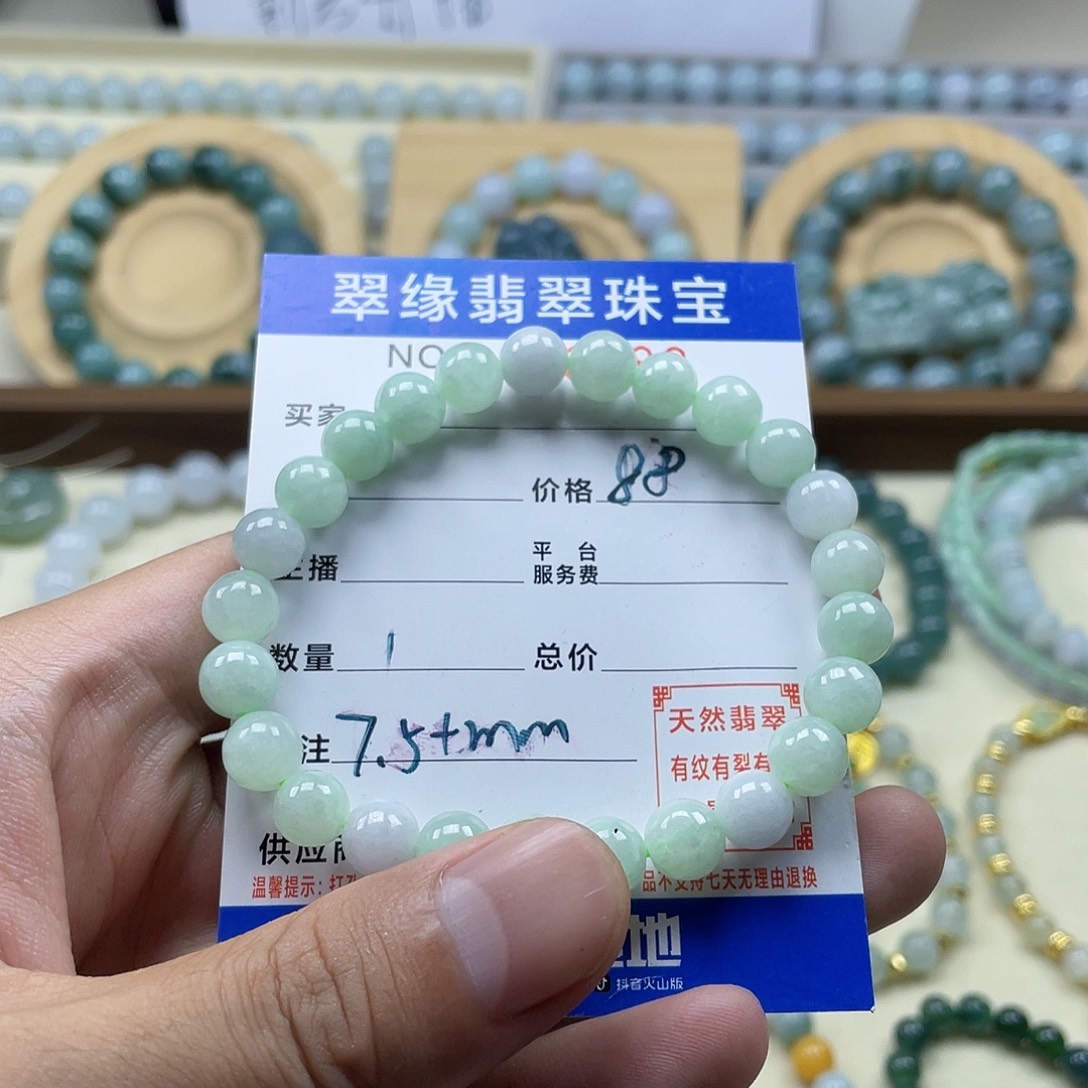 翠缘翡翠珠宝
NO
买家
价格 88
主播
平台
服务费
数量 1
总价
注 7.5+mm
天然翡翠
有纹有裂有
供应商
温馨提示：打
品不支持七天无理由退换
地
抖音火山版